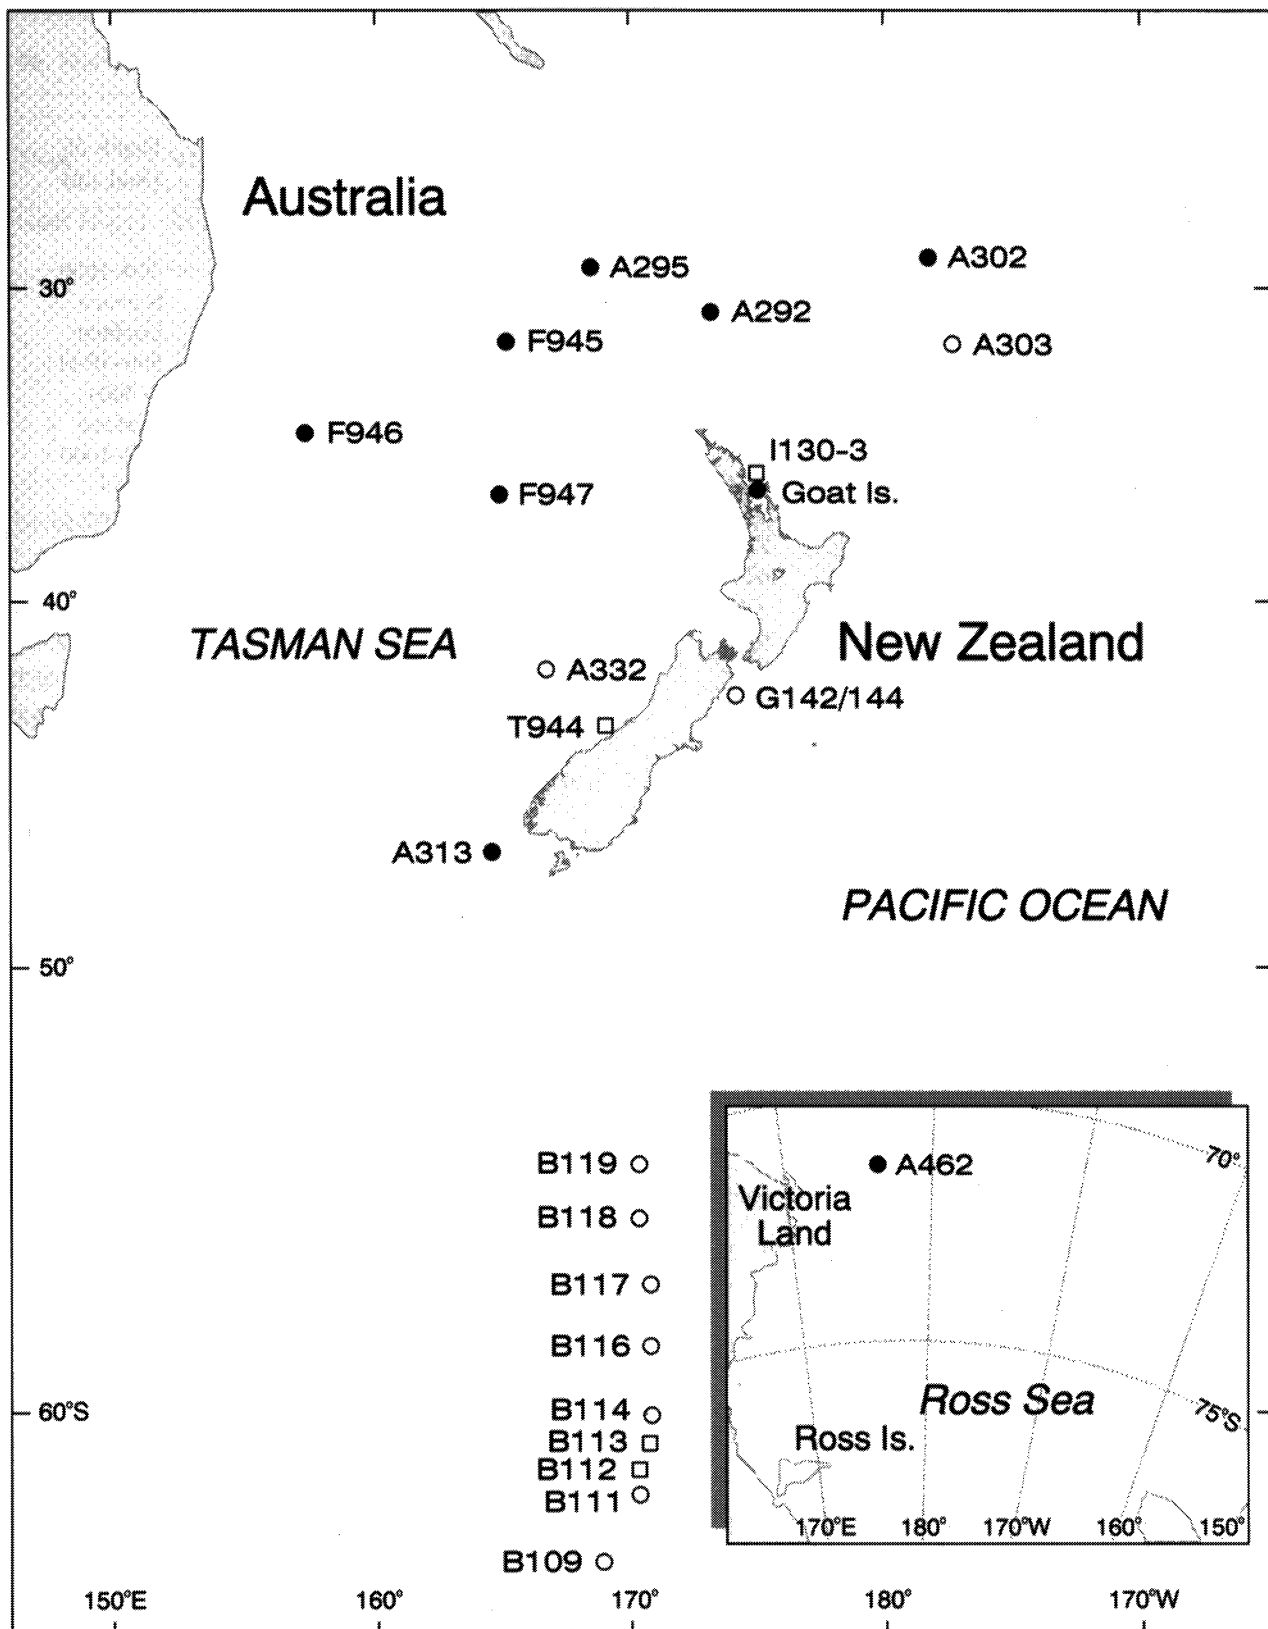 Australia
A302
A295
30°
A292
F945
A303
F946
I130-3
F947
Goat Is.
40°
TASMAN SEA
New Zealand
A332
G142/144
T944
A313
PACIFIC OCEAN
50°
B119
A462
70°
Victoria
Land
B118
B117
B116
Ross Sea
75°S
B114
60°S
B113
Ross Is.
B112
B111
170°E
180°
170°W
160°
150°
B109
150°E
160°
170°
180°
170°W